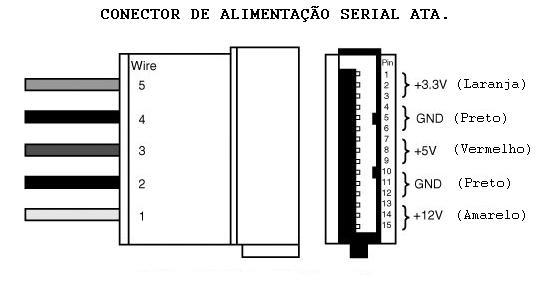 CONECTOR DE ALIMENTAÇÃO SERIAL ATA.
Wire
5
4
3
2
1
Pin
1
2
3
4
5
6
7
8
9
10
11
12
13
14
15
+3.3V (Laranja)
GND (Preto)
+5V (Vermelho)
GND (Preto)
+12V (Amarelo)